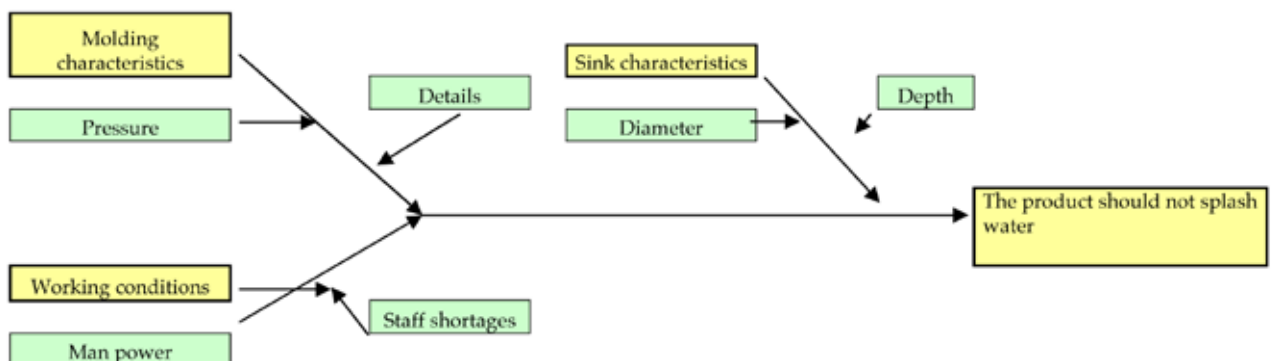 Molding
characteristics
Pressure
Details
Sink characteristics
Diameter
Depth
The product should not splash
water
Working conditions
Man power
Staff shortages